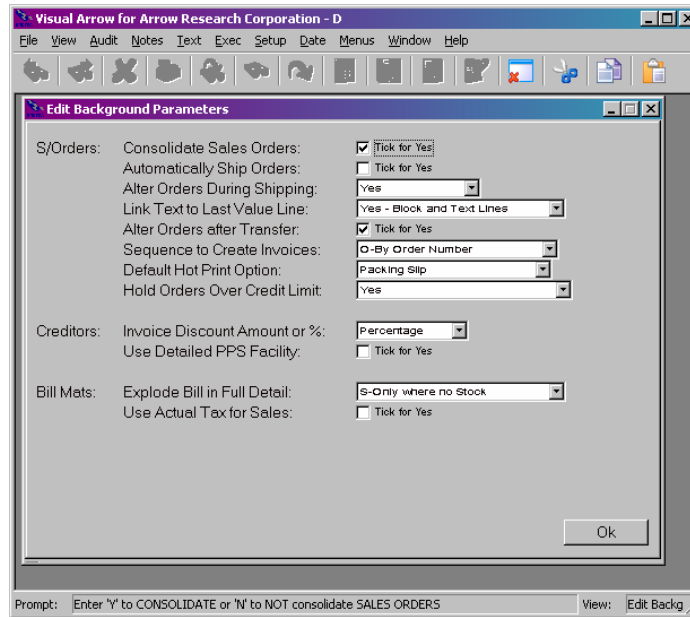 Visual Arrow for Arrow Research Corporation - D
File View Audit Notes Text Exec Setup Date Menus Window Help
Edit Background Parameters
S/Orders: Consolidate Sales Orders: Tick for Yes
Automatically Ship Orders: Tick for Yes
Alter Orders During Shipping: Yes
Link Text to Last Value Line: Yes - Block and Text Lines
Alter Orders after Transfer: Tick for Yes
Sequence to Create Invoices: O-By Order Number
Default Hot Print Option: Packing Slip
Hold Orders Over Credit Limit: Yes
Creditors: Invoice Discount Amount or %: Percentage
Use Detailed PPS Facility: Tick for Yes
Bill Mats: Explode Bill in Full Detail: S-Only where no Stock
Use Actual Tax for Sales: Tick for Yes
Ok
Prompt: Enter 'Y' to CONSOLIDATE or 'N' to NOT consolidate SALES ORDERS View: Edit Backg